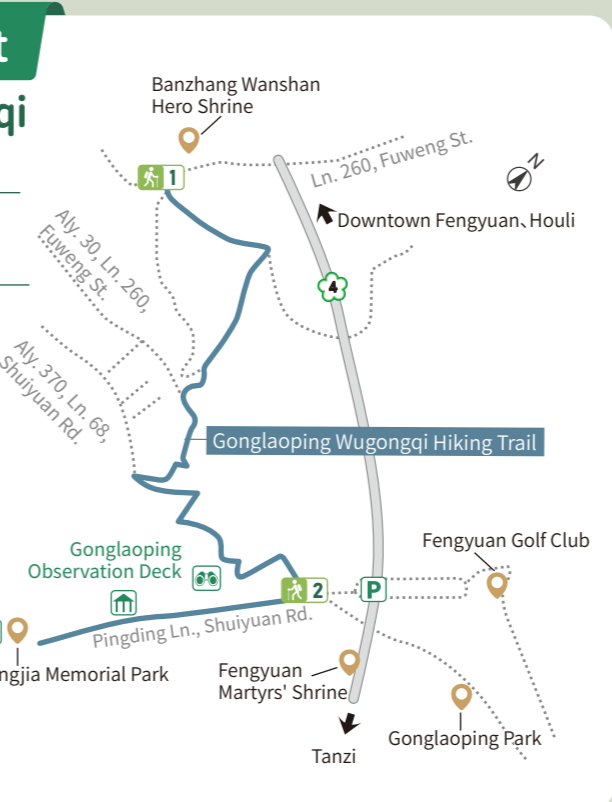 t
qi
Banzhang Wanshan
Hero Shrine
1
Ln. 260, Fuweng St.
N
Downtown Fengyuan、Houli
Aly. 30, Ln. 260,
Fuweng St.
4
Aly. 370, Ln. 68,
Shuiyuan Rd.
Gonglaoping Wugongqi Hiking Trail
Gonglaoping
Observation Deck
Fengyuan Golf Club
2
P
Pingding Ln., Shuiyuan Rd.
ngjia Memorial Park
Fengyuan
Martyrs' Shrine
Gonglaoping Park
Tanzi